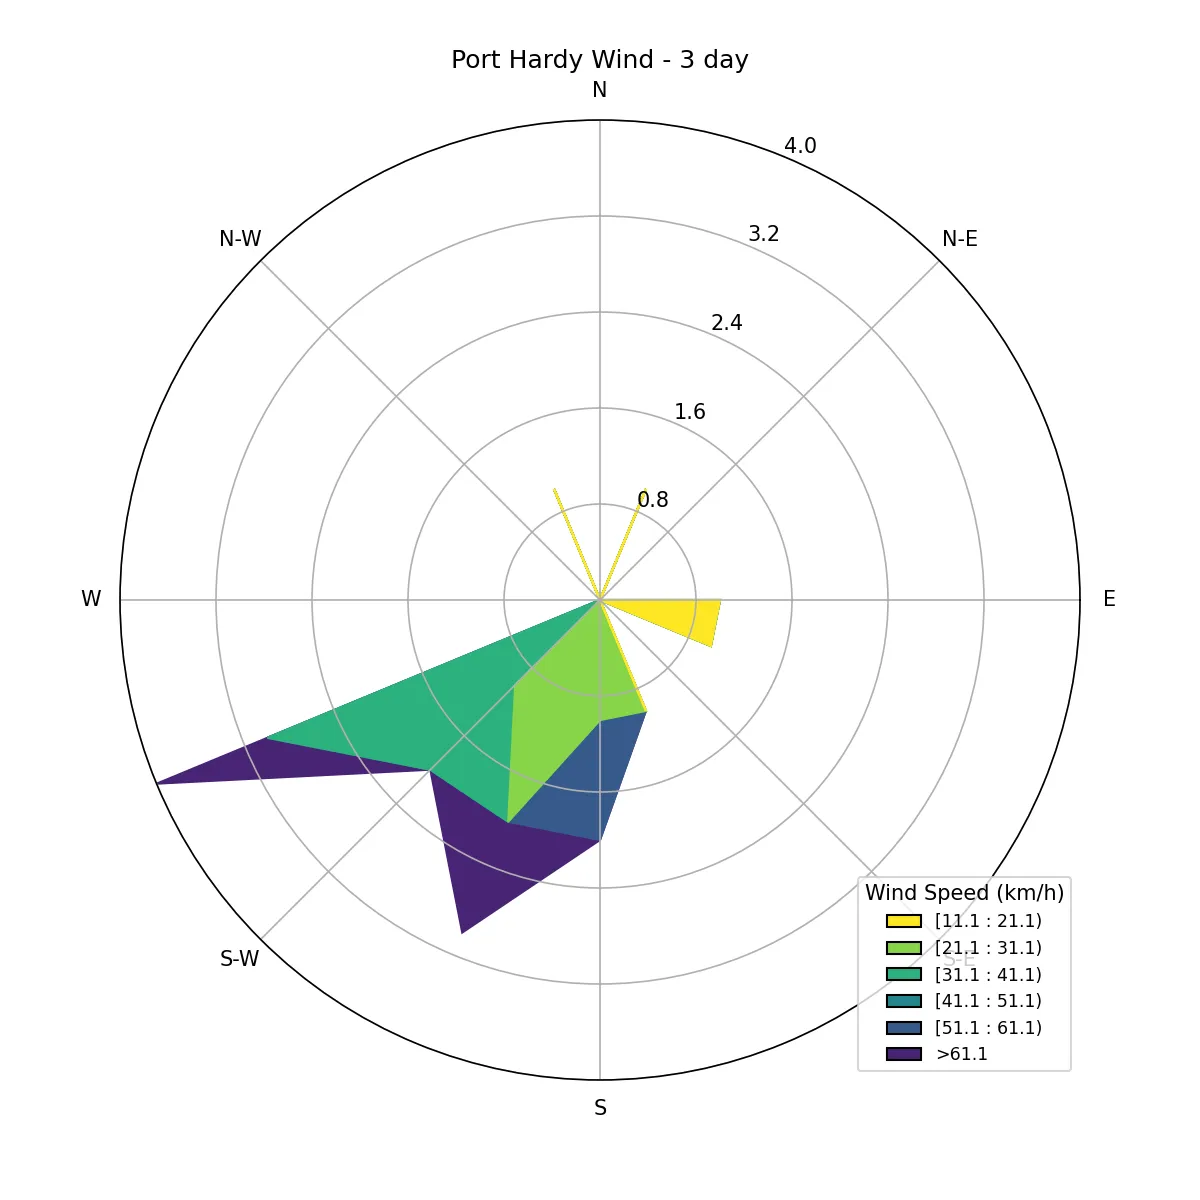 Port Hardy Wind - 3 day
N
4.0
3.2
N-W
N-E
2.4
1.6
0.8
W
E
S-W
S-E
Wind Speed (km/h)
[11.1 : 21.1)
[21.1 : 31.1)
[31.1 : 41.1)
[41.1 : 51.1)
[51.1 : 61.1)
>61.1
S